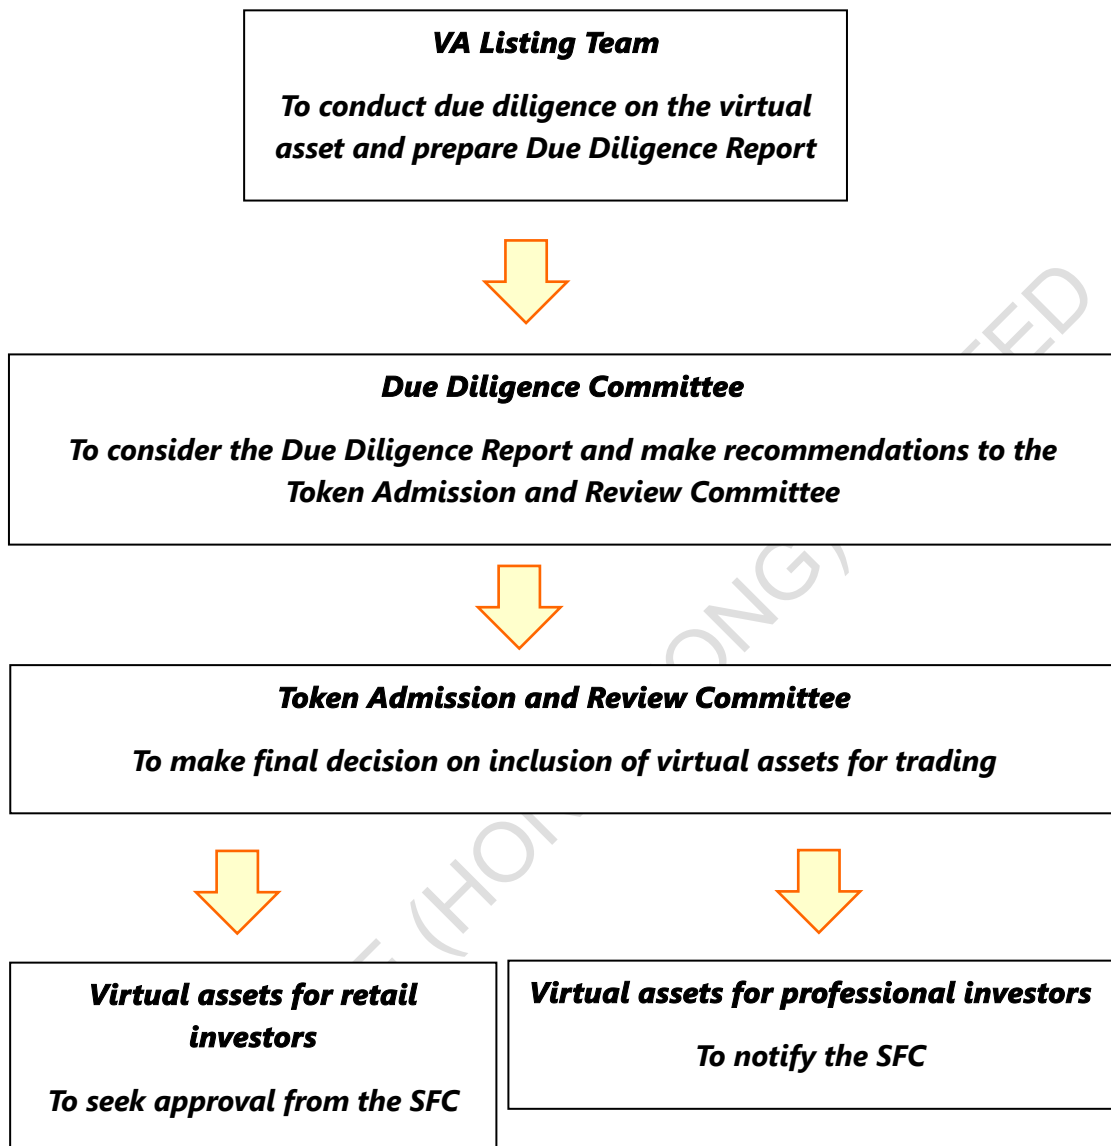 VA Listing Team
To conduct due diligence on the virtual
asset and prepare Due Diligence Report
Due Diligence Committee
To consider the Due Diligence Report and make recommendations to the
Token Admission and Review Committee
Token Admission and Review Committee
To make final decision on inclusion of virtual assets for trading
Virtual assets for retail
investors
To seek approval from the SFC
Virtual assets for professional investors
To notify the SFC